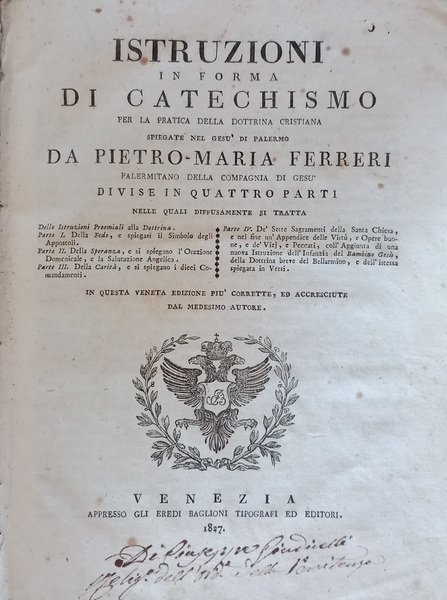 ISTRUZIONI
IN FORMA
DI CATECHISMO
PER LA PRATICA DELLA DOTTRINA CRISTIANA
SPIEGATE NEL GESU' DI PALERMO
DA PIETRO-MARIA FERRERI
PALERMITANO DELLA COMPAGNIA DI GESU'
DIVISE IN QUATTRO PARTI
NELLE QUALI DIFFUSAMENTE SI TRATTA
Delle Istruzioni Proemiali alla Dottrina.
Parte I. Della Fede, e spiegasi il Simbolo degli
Appostoli.
Parte II. Della Speranza, e si spiegano l'Orazione
Domenicale, e la Salutazione Angelica.
Parte III. Della Carità, e si spiegano i dieci Co-
mandamenti.
Parte IV. De' Sette Sagramenti della Santa Chiesa,
e nel fine un'Appendice delle Virtù, e Opere buo-
ne, e de' Vizj, e Peccati, coll'Aggiunta di una
nuova Istruzione dell'Infanzia del Bambino Gesù,
della Dottrina breve del Bellarmino, e dell'istessa
spiegata in Versi.
IN QUESTA VENETA EDIZIONE PIU' CORRETTE, ED ACCRESCIUTE
DAL MEDESIMO AUTORE.
VENEZIA
APPRESSO GLI EREDI BAGLIONI TIPOGRAFI ED EDITORI.
1827.
Di Giuseppe
dell' della Penitenza